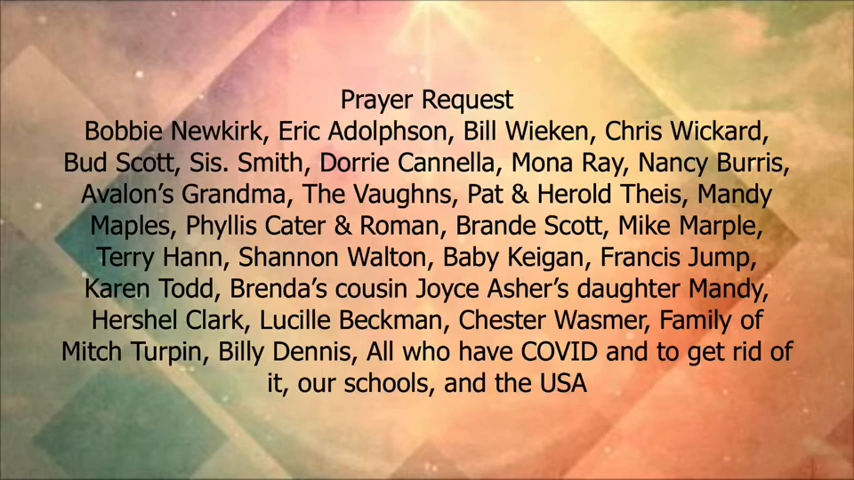 Prayer Request
Bobbie Newkirk, Eric Adolphson, Bill Wieken, Chris Wickard,
Bud Scott, Sis. Smith, Dorrie Cannella, Mona Ray, Nancy Burris,
Avalon’s Grandma, The Vaughns, Pat & Herold Theis, Mandy
Maples, Phyllis Cater & Roman, Brande Scott, Mike Marple,
Terry Hann, Shannon Walton, Baby Keigan, Francis Jump,
Karen Todd, Brenda’s cousin Joyce Asher’s daughter Mandy,
Hershel Clark, Lucille Beckman, Chester Wasmer, Family of
Mitch Turpin, Billy Dennis, All who have COVID and to get rid of
it, our schools, and the USA